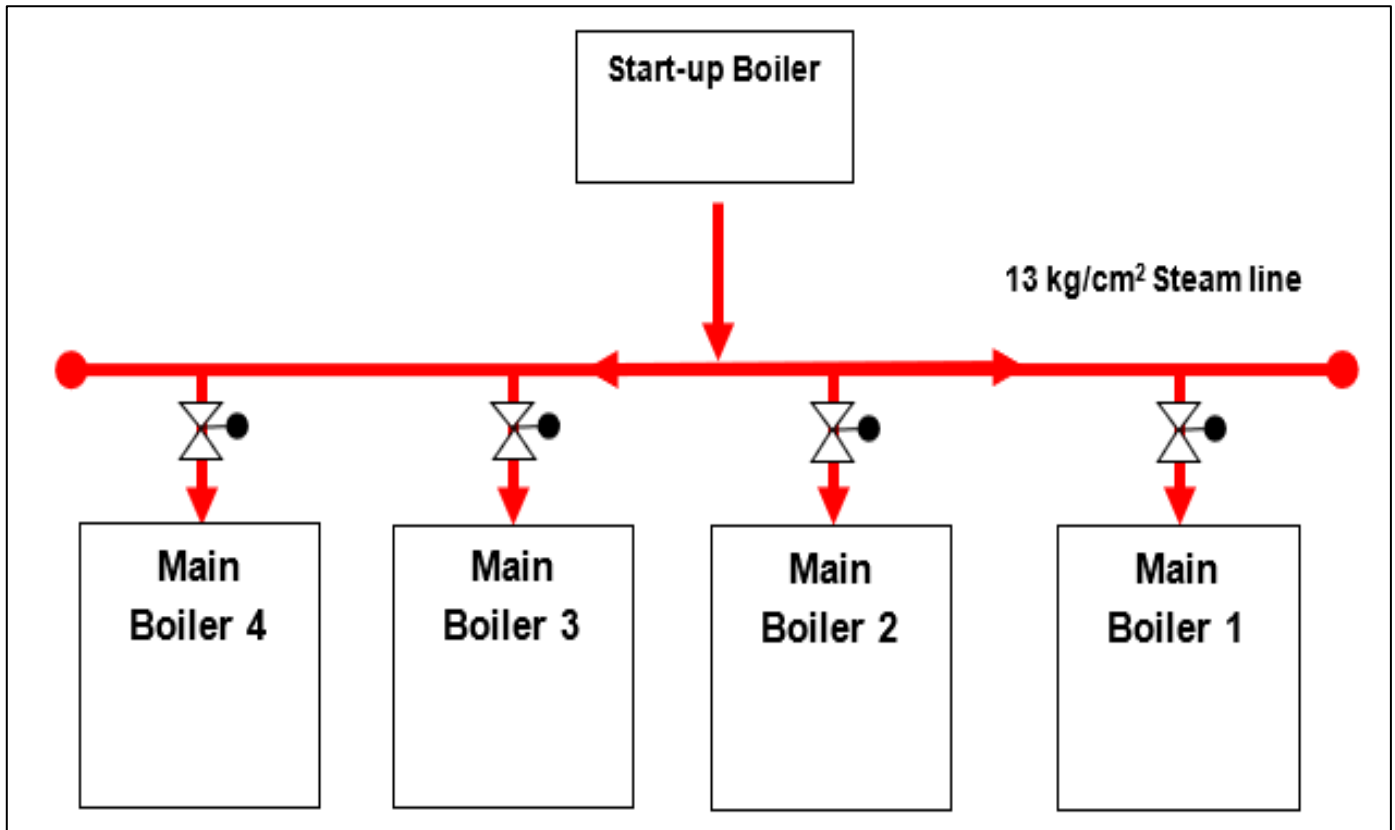 Start-up Boiler
13 kg/cm² Steam line
Main
Boiler 4
Main
Boiler 3
Main
Boiler 2
Main
Boiler 1